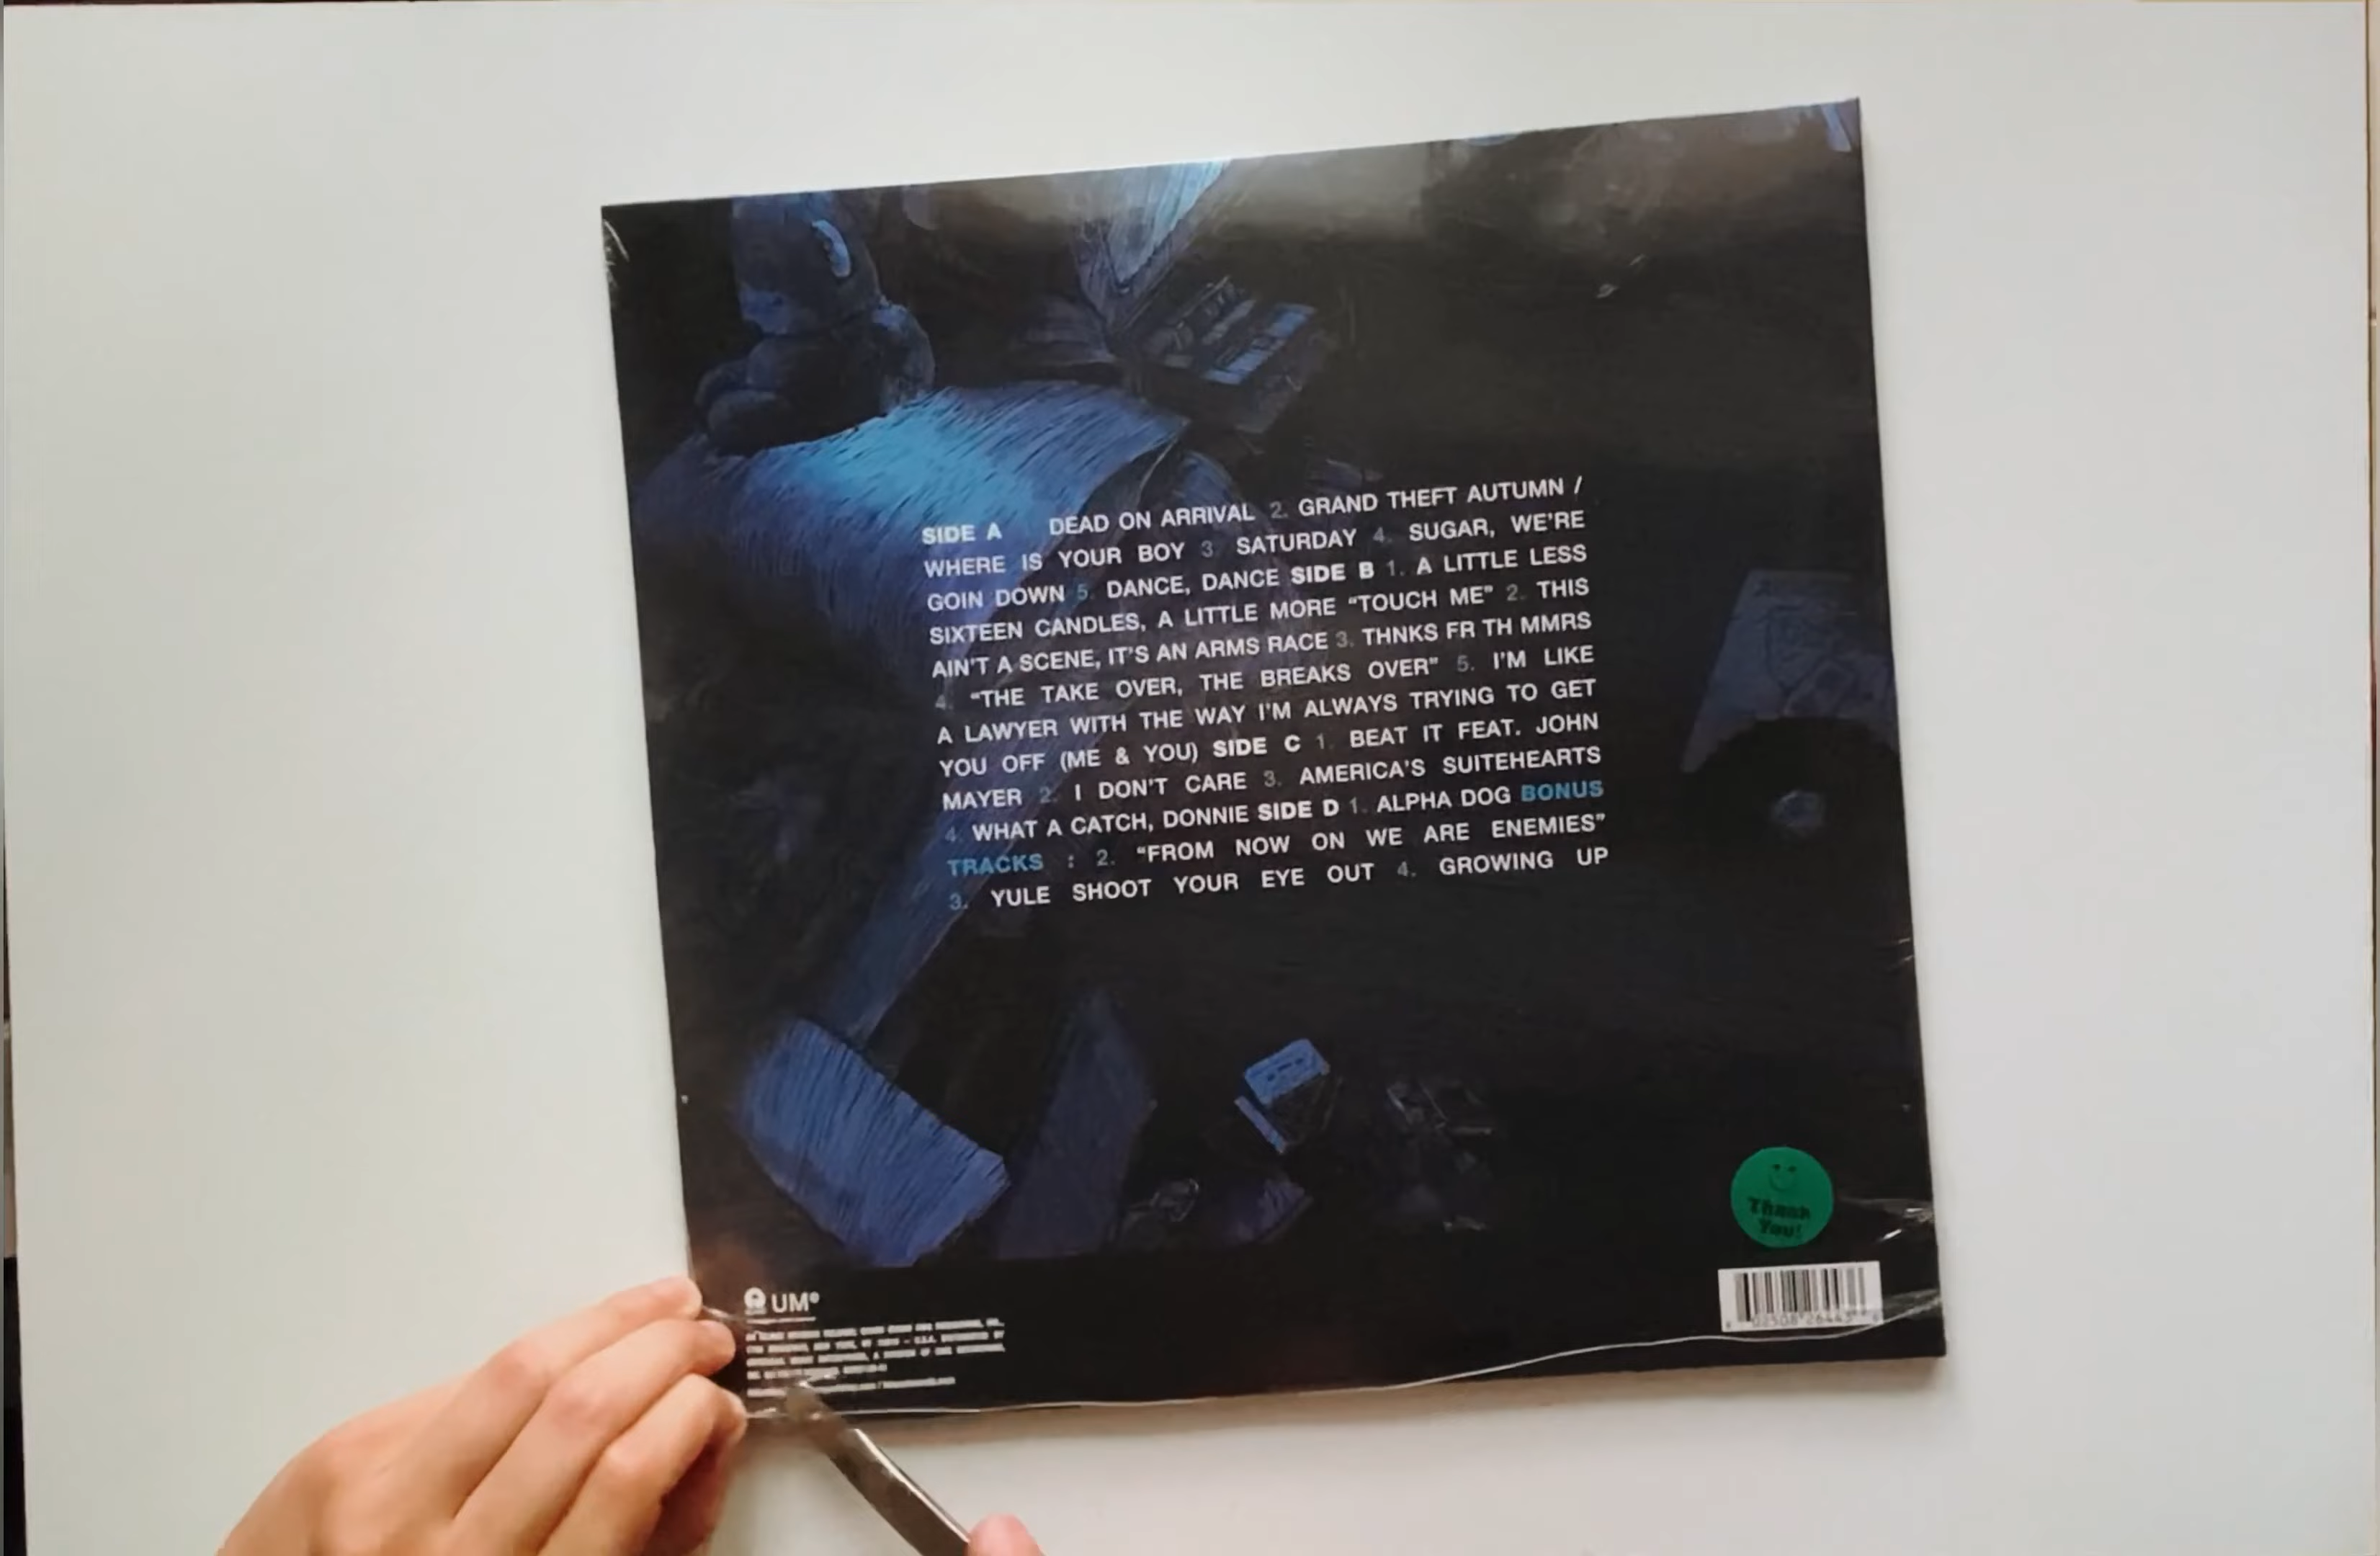 SIDE A DEAD ON ARRIVAL 2. GRAND THEFT AUTUMN /
WHERE IS YOUR BOY 3. SATURDAY 4. SUGAR, WE'RE
GOIN DOWN 5. DANCE, DANCE SIDE B 1. A LITTLE LESS
SIXTEEN CANDLES, A LITTLE MORE “TOUCH ME” 2. THIS
AIN'T A SCENE, IT'S AN ARMS RACE 3. THNKS FR TH MMRS
4. “THE TAKE OVER, THE BREAKS OVER” 5. I'M LIKE
A LAWYER WITH THE WAY I'M ALWAYS TRYING TO GET
YOU OFF (ME & YOU) SIDE C 1. BEAT IT FEAT. JOHN
MAYER 2. I DON'T CARE 3. AMERICA'S SUITEHEARTS
4. WHAT A CATCH, DONNIE SIDE D 1. ALPHA DOG BONUS
TRACKS : 2. “FROM NOW ON WE ARE ENEMIES”
3. YULE SHOOT YOUR EYE OUT 4. GROWING UP
Thank
You!
UMe